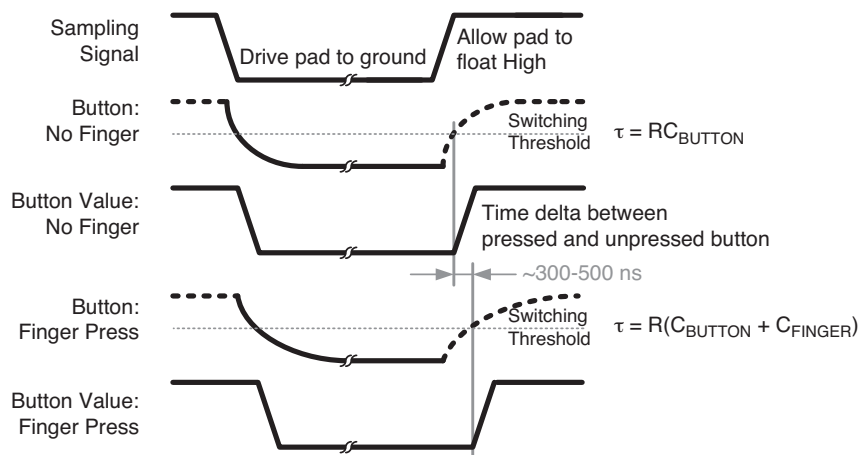 Sampling
Signal
Drive pad to ground
Allow pad to
float High
Button:
No Finger
Switching
Threshold
τ = RC_BUTTON
Button Value:
No Finger
Time delta between
pressed and unpressed button
~300-500 ns
Button:
Finger Press
Switching
Threshold
τ = R(C_BUTTON + C_FINGER)
Button Value:
Finger Press